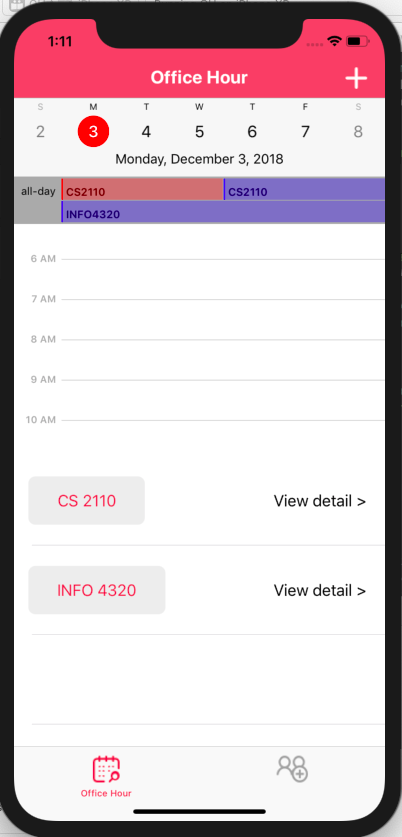 1:11
Office Hour +
S M T W T F S
2 3 4 5 6 7 8
Monday, December 3, 2018
all-day CS2110 CS2110
INFO4320
6 AM
7 AM
8 AM
9 AM
10 AM
CS 2110 View detail >
INFO 4320 View detail >
Office Hour